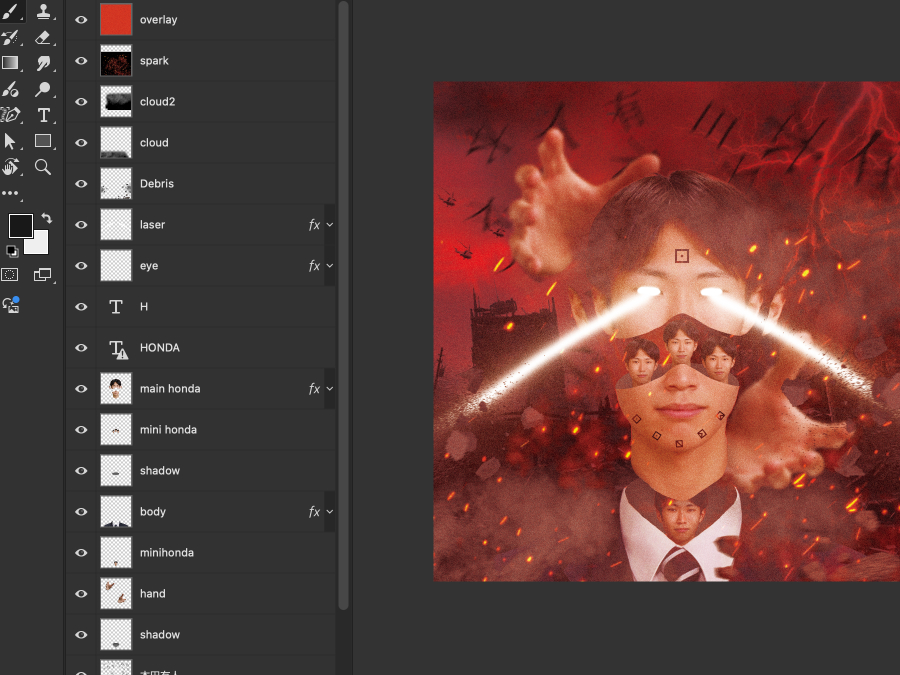 overlay
spark
cloud2
cloud
Debris
laser fx
eye fx
H
HONDA
main honda fx
mini honda
shadow
body fx
minihonda
hand
shadow